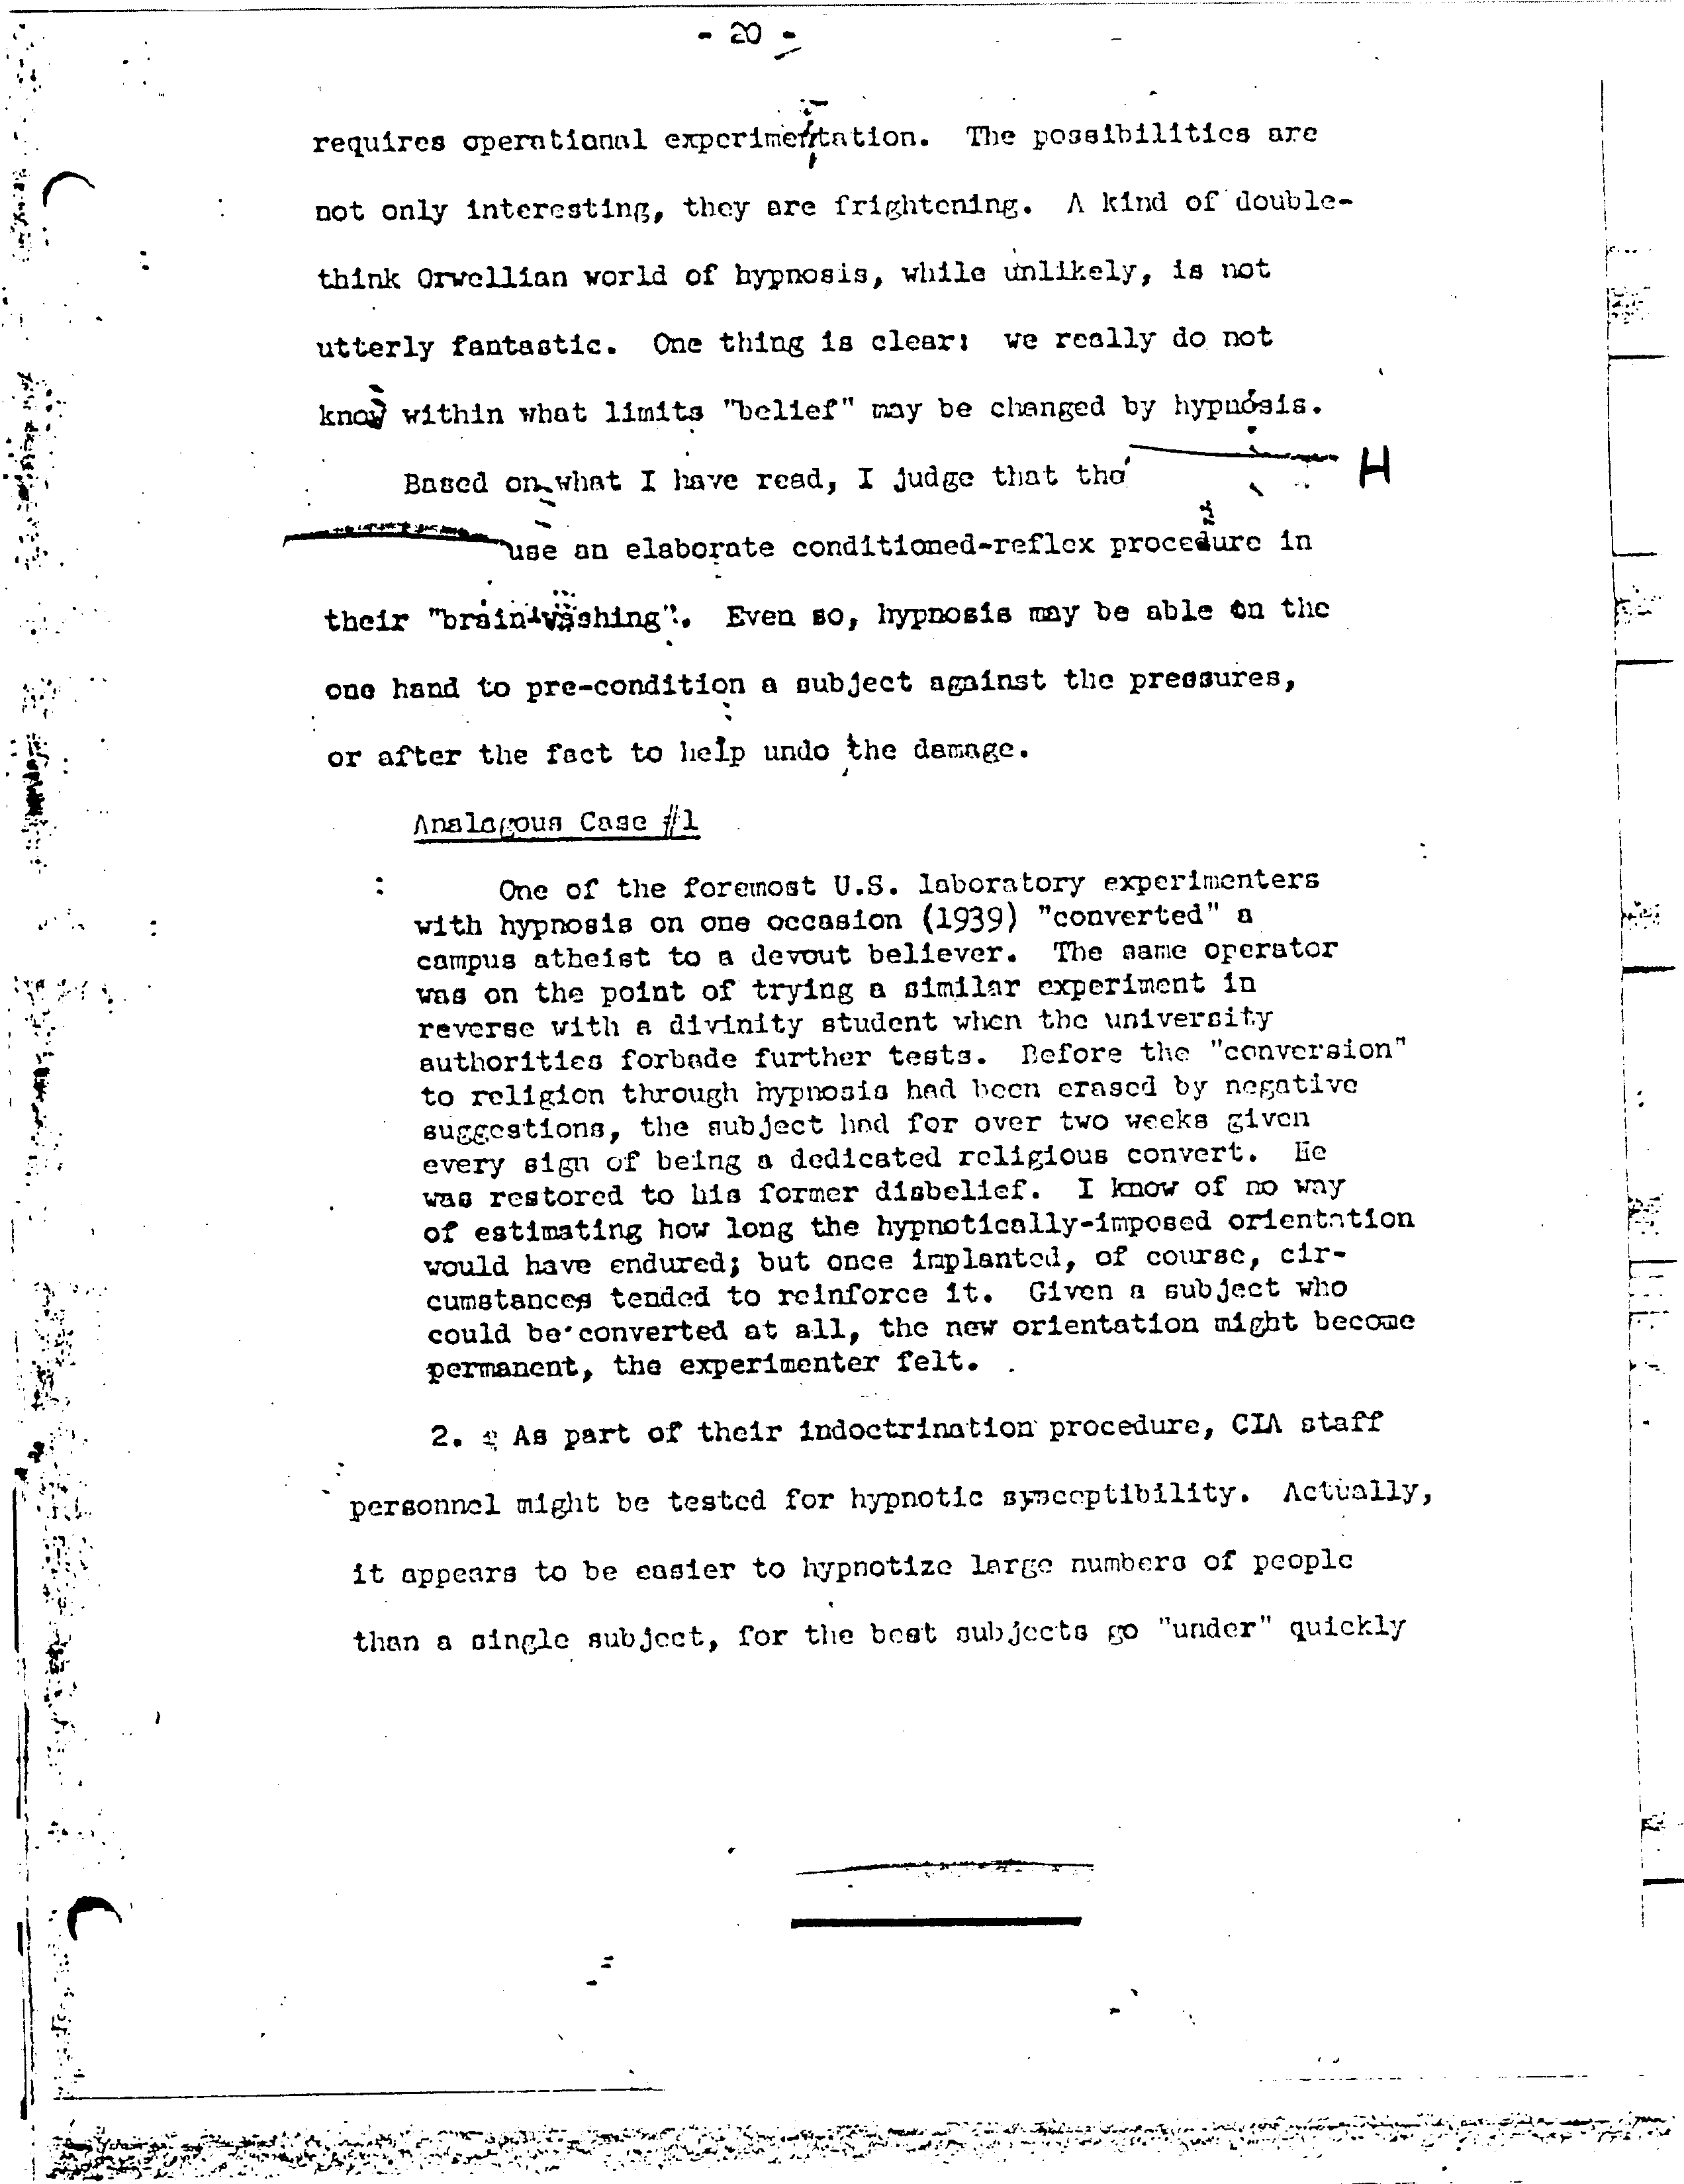 - 20 -
requires operational experimentation. The possibilities are
not only interesting, they are frightening. A kind of double-
think Orwellian world of hypnosis, while unlikely, is not
utterly fantastic. One thing is clear: we really do not
know within what limits "belief" may be changed by hypnosis.
Based on what I have read, I judge that the
H
use an elaborate conditioned-reflex procedure in
their "brain-washing". Even so, hypnosis may be able on the
one hand to pre-condition a subject against the pressures,
or after the fact to help undo the damage.
Analagous Case #1
One of the foremost U.S. laboratory experimenters
with hypnosis on one occasion (1939) "converted" a
campus atheist to a devout believer. The same operator
was on the point of trying a similar experiment in
reverse with a divinity student when the university
authorities forbade further tests. Before the "conversion"
to religion through hypnosis had been erased by negative
suggestions, the subject had for over two weeks given
every sign of being a dedicated religious convert. He
was restored to his former disbelief. I know of no way
of estimating how long the hypnotically-imposed orientation
would have endured; but once implanted, of course, cir-
cumstances tended to reinforce it. Given a subject who
could be converted at all, the new orientation might become
permanent, the experimenter felt.
2. As part of their indoctrination procedure, CIA staff
personnel might be tested for hypnotic synceptibility. Actually,
it appears to be easier to hypnotize large numbers of people
than a single subject, for the best subjects go "under" quickly